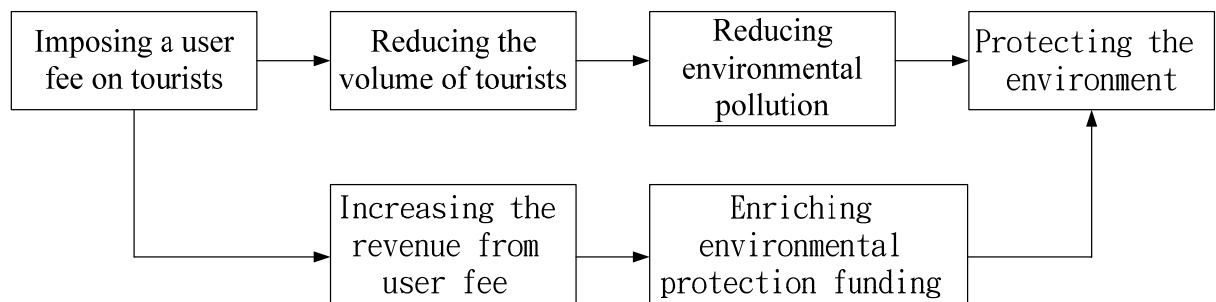 Imposing a user
fee on tourists
Reducing the
volume of tourists
Reducing
environmental
pollution
Protecting the
environment
Increasing the
revenue from
user fee
Enriching
environmental
protection funding